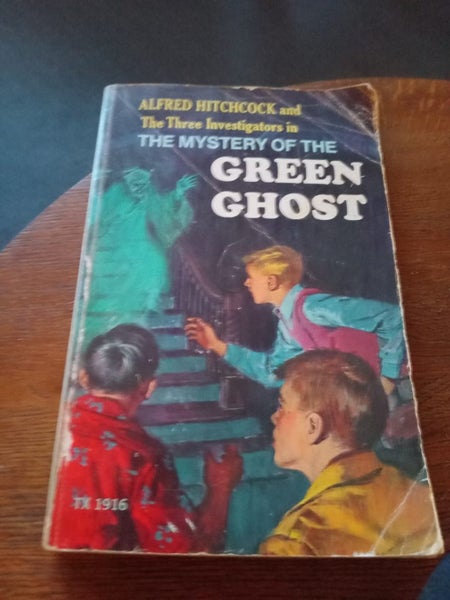 ALFRED HITCHCOCK and
The Three Investigators in
THE MYSTERY OF THE
GREEN
GHOST
TX 1916